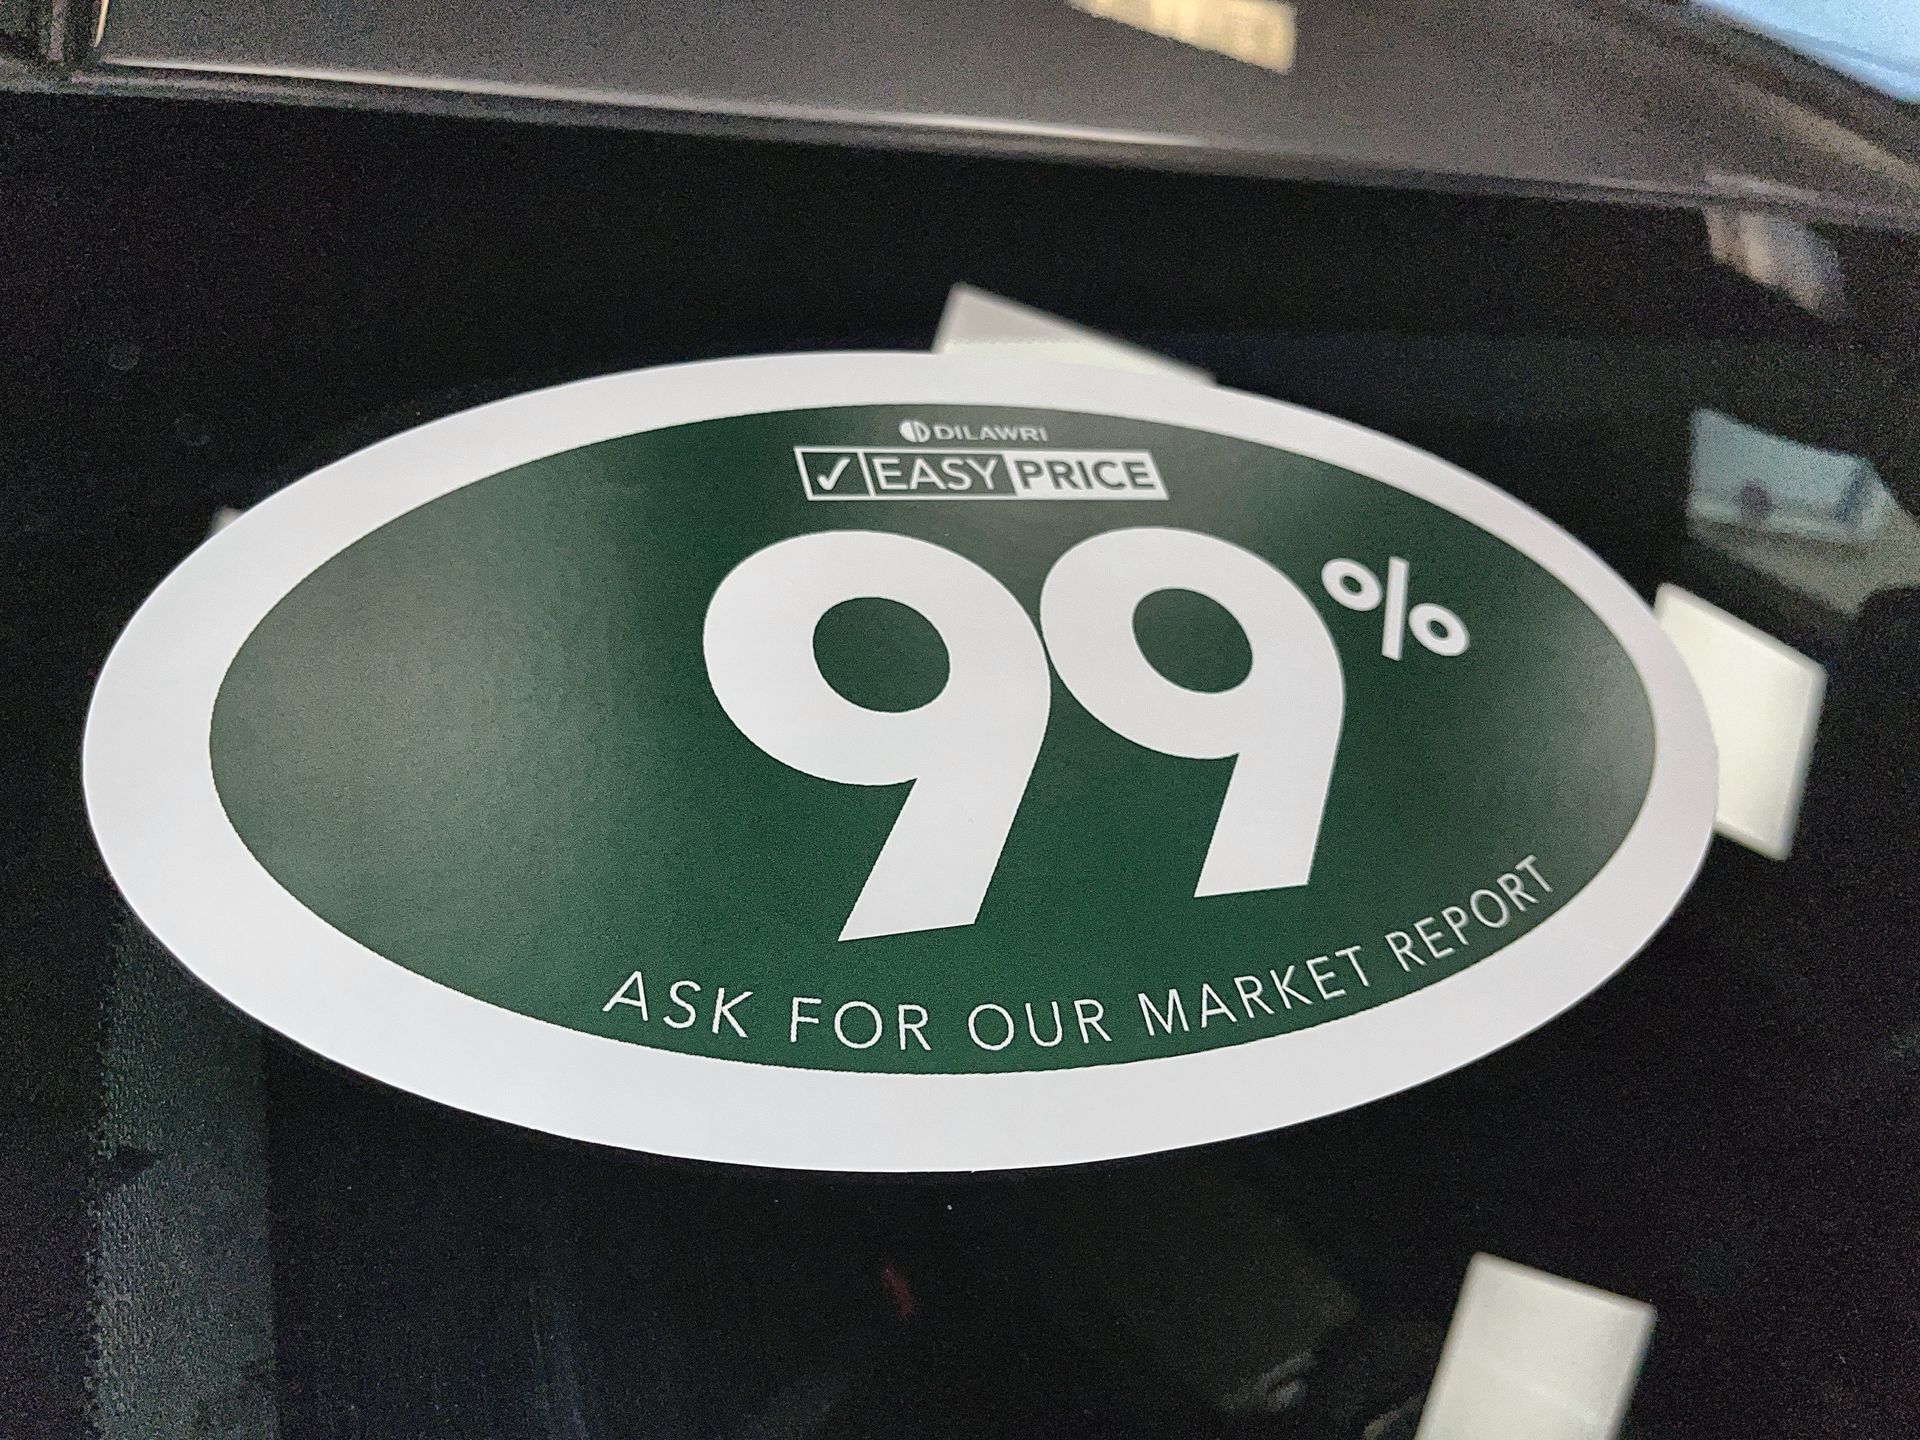 DILAWRI
✓ EASY PRICE
99%
ASK FOR OUR MARKET REPORT